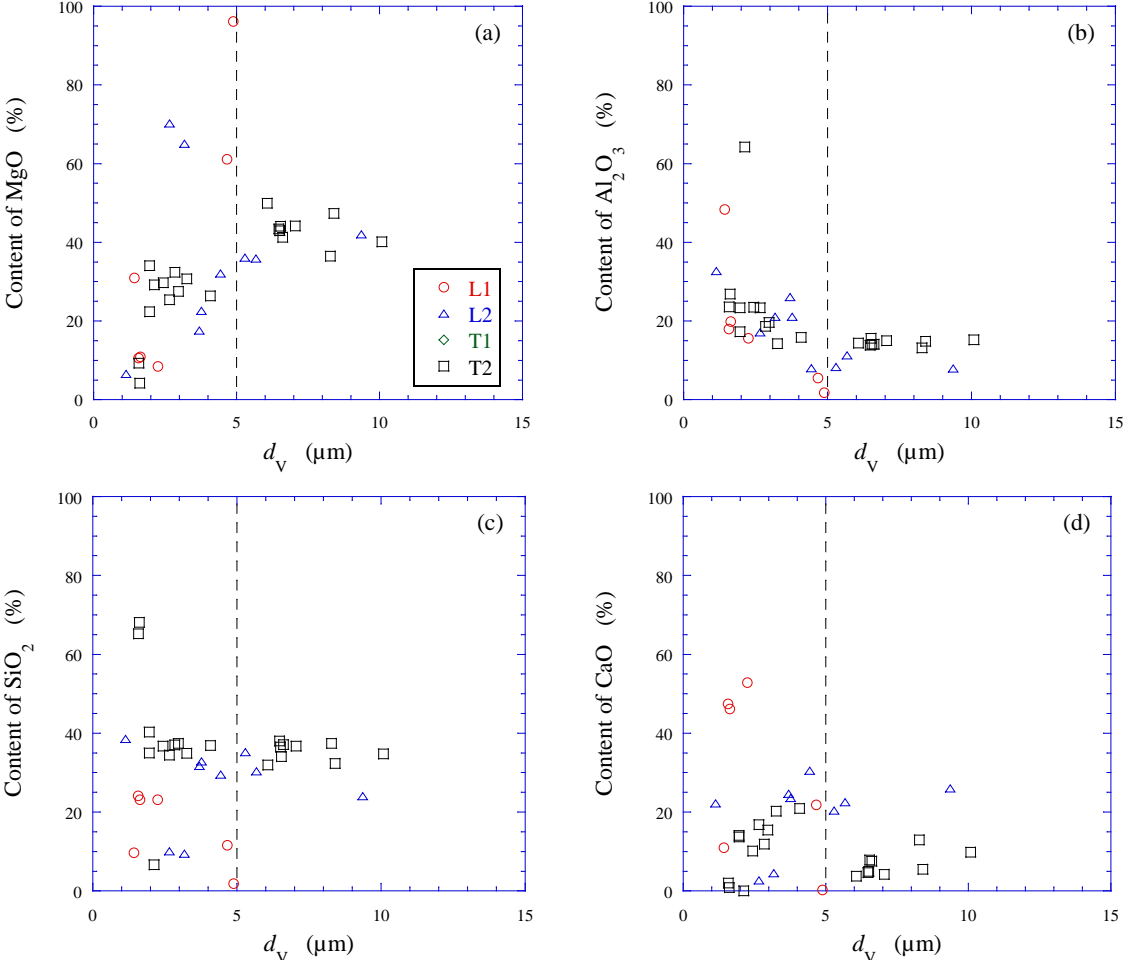 (a)
Content of MgO (%)
100
80
60
40
20
0
0 5 10 15
d_V (µm)
L1
L2
T1
T2
(b)
Content of Al₂O₃ (%)
100
80
60
40
20
0
0 5 10 15
d_V (µm)
(c)
Content of SiO₂ (%)
100
80
60
40
20
0
0 5 10 15
d_V (µm)
(d)
Content of CaO (%)
100
80
60
40
20
0
0 5 10 15
d_V (µm)